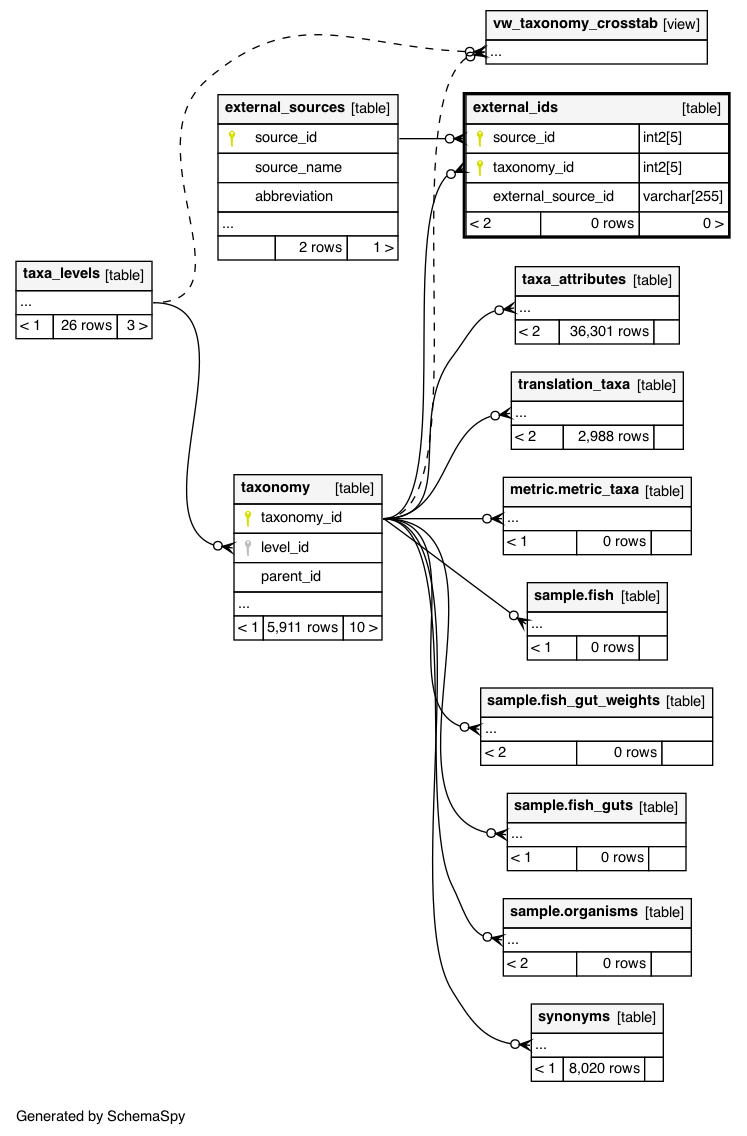 vw_taxonomy_crosstab [view]
...
external_sources [table]
source_id
source_name
abbreviation
...
2 rows 1 >
external_ids [table]
source_id int2[5]
taxonomy_id int2[5]
external_source_id varchar[255]
< 2 0 rows 0 >
taxa_levels [table]
...
< 1 26 rows 3 >
taxa_attributes [table]
...
< 2 36,301 rows
translation_taxa [table]
...
< 2 2,988 rows
taxonomy [table]
taxonomy_id
level_id
parent_id
...
< 1 5,911 rows 10 >
metric.metric_taxa [table]
...
< 1 0 rows
sample.fish [table]
...
< 1 0 rows
sample.fish_gut_weights [table]
...
< 2 0 rows
sample.fish_guts [table]
...
< 1 0 rows
sample.organisms [table]
...
< 2 0 rows
synonyms [table]
...
< 1 8,020 rows
Generated by SchemaSpy